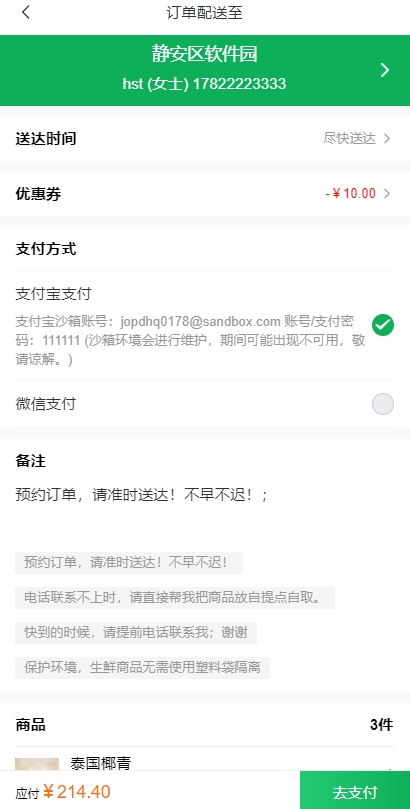 订单配送至
静安区软件园
hst (女士) 17822223333
送达时间
尽快送达
优惠券
-￥10.00
支付方式
支付宝支付
支付宝沙箱账号：jopdhq0178@sandbox.com 账号/支付密
码：111111 (沙箱环境会进行维护，期间可能出现不可用，敬
请谅解。)
微信支付
备注
预约订单，请准时送达！不早不迟！;
预约订单，请准时送达！不早不迟！
电话联系不上时，请直接帮我把商品放自提点自取。
快到的时候，请提前电话联系我；谢谢
保护环境，生鲜商品无需使用塑料袋隔离
商品
3件
泰国椰青
应付￥214.40
去支付